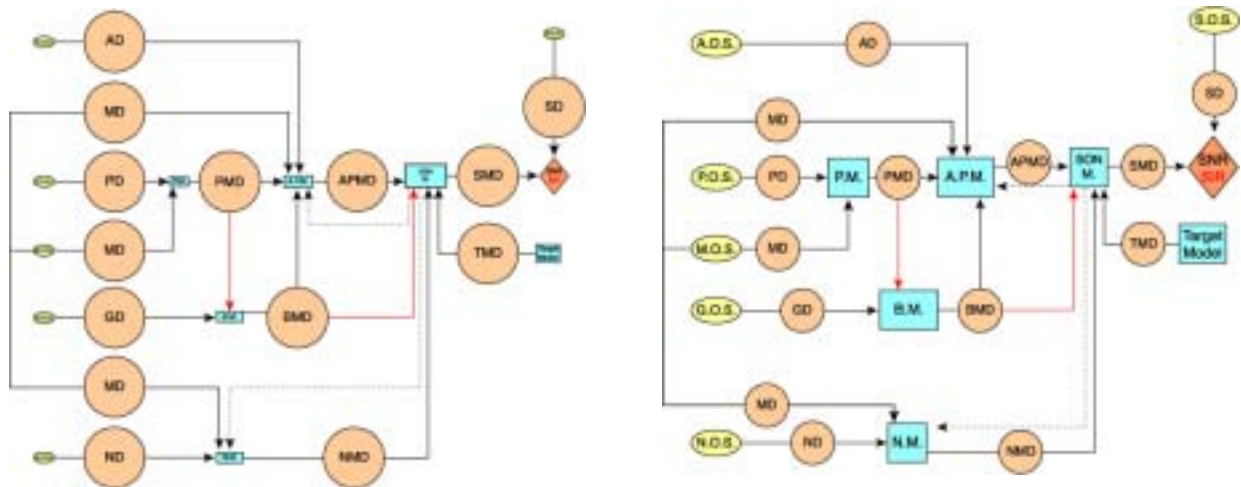 AD
MD
PD
PMD
APMD
SMD
SD
MD
TMD
GD
BMD
MD
ND
NMD
S.O.S.
A.O.S.
AD
SD
MD
APMD
SON
M.
SMD
SNR
SIR
P.O.S.
PD
P.M.
PMD
A.P.M.
M.O.S.
MD
TMD
Target
Model
G.O.S.
GD
B.M.
BMD
MD
N.O.S.
ND
N.M.
NMD